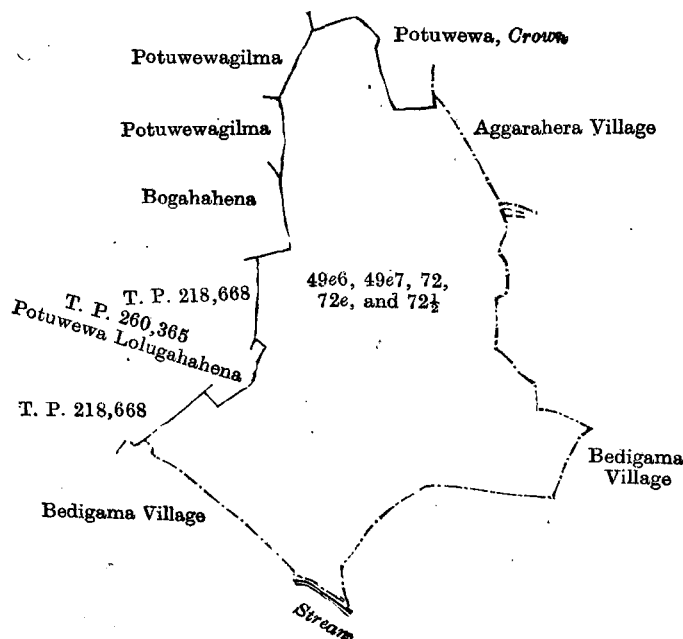 Potuwewa, Crown
Potuwewagilma
Potuwewagilma
Aggarahera Village
Bogahahena
T. P. 218,668
49e6, 49e7, 72,
72e, and 72½
T. P. 260,365
Potuwewa Lolugahahena
T. P. 218,668
Bedigama
Village
Bedigama Village
Stream